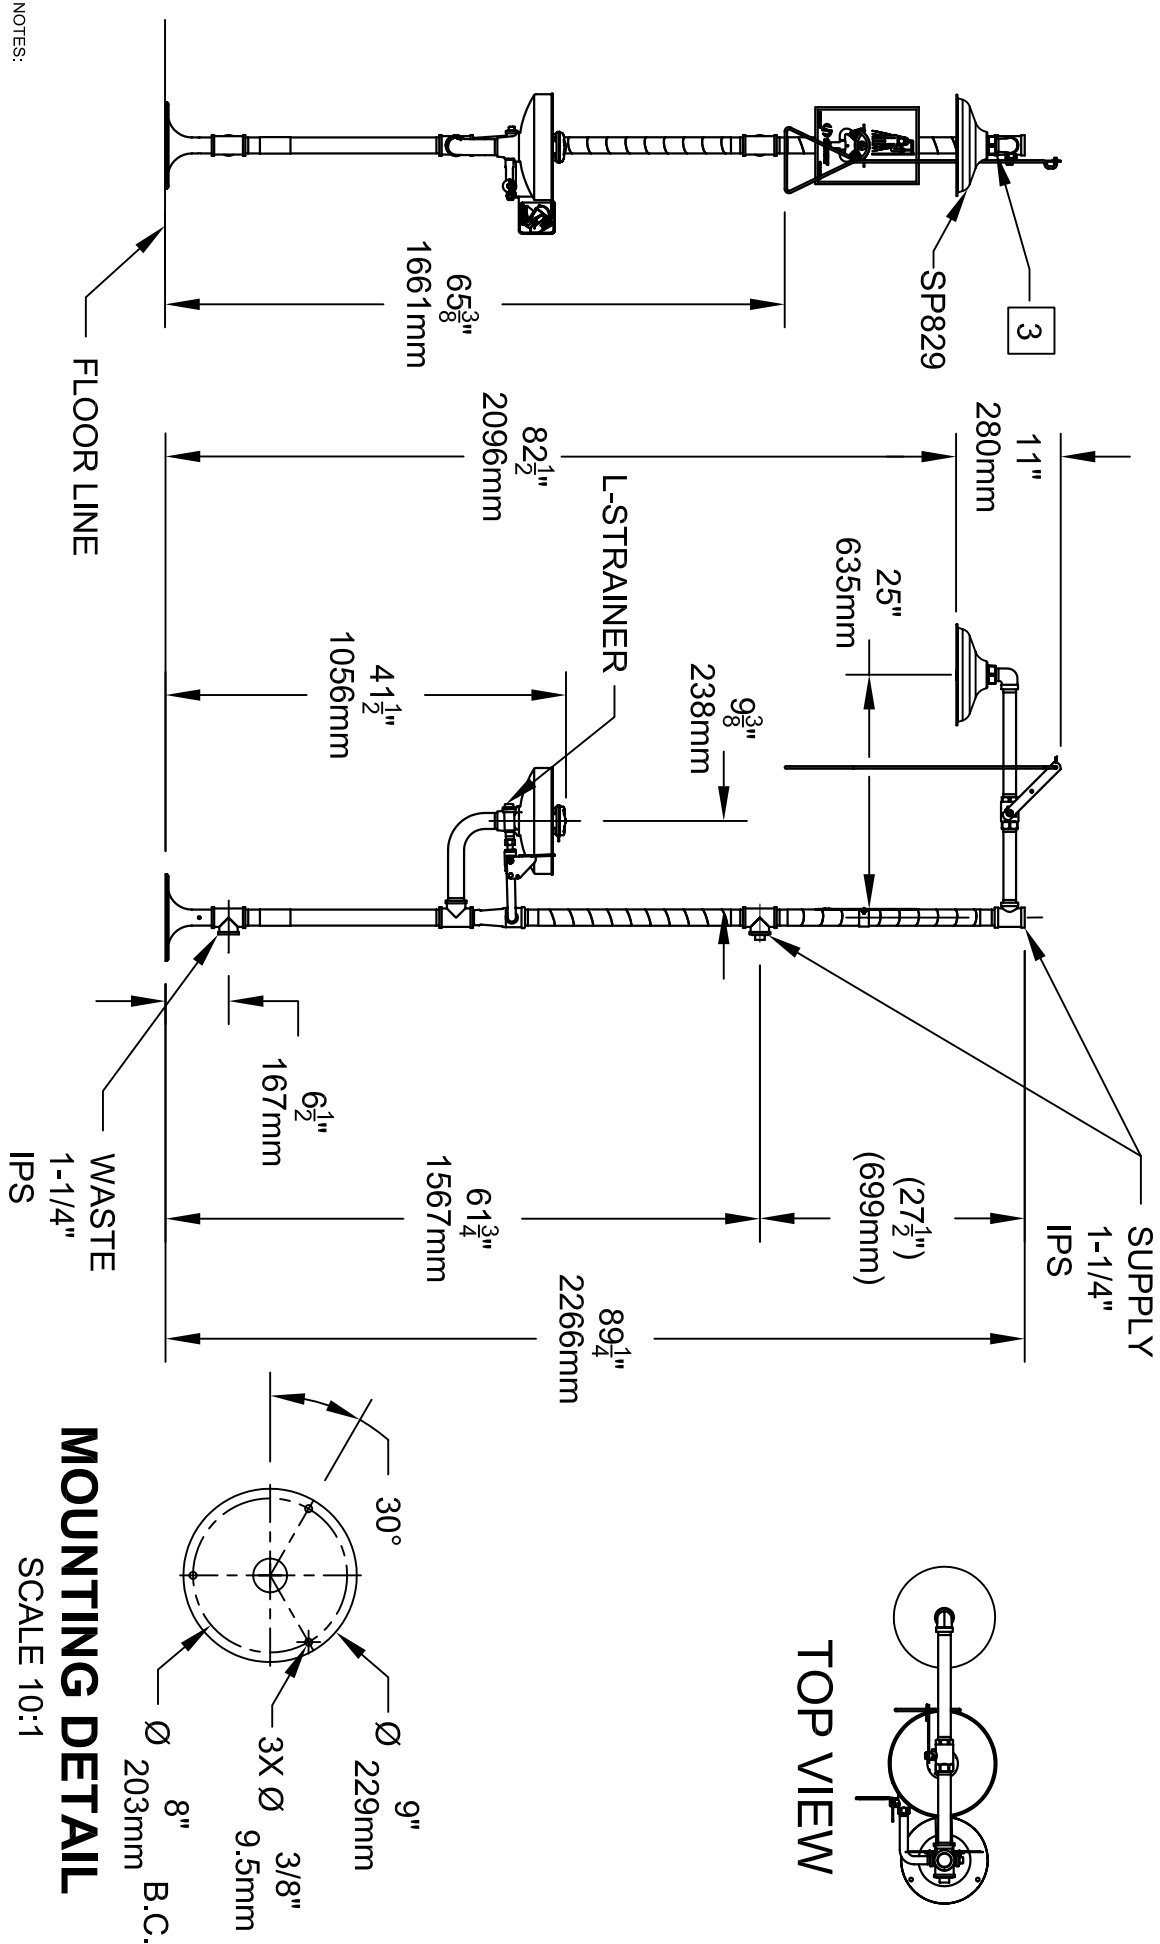 NOTES:
3
SP829
65 3/8"
1661mm
FLOOR LINE
11"
280mm
82 1/2"
2096mm
L-STRAINER
25"
635mm
41 1/2"
1056mm
9 3/8"
238mm
6 1/2"
167mm
WASTE
1-1/4"
IPS
SUPPLY
1-1/4"
IPS
(27 1/2")
(699mm)
61 3/4"
1567mm
89 1/4"
2266mm
30°
Ø 9"
229mm
3X Ø 3/8"
9.5mm
Ø 8"
203mm B.C.
MOUNTING DETAIL
SCALE 10:1
TOP VIEW